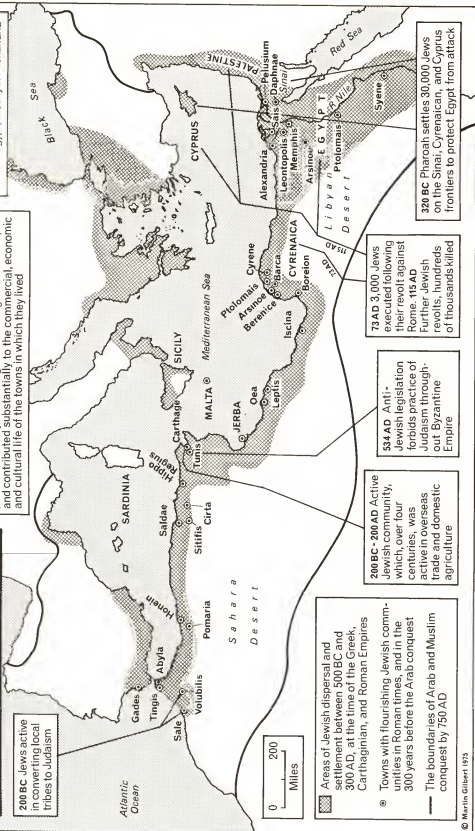 and contributed substantially to the commercial, economic
and cultural life of the towns in which they lived
200 BC Jews active
in converting local
tribes to Judaism
Black
Sea
Atlantic
Ocean
Gades
Tingis
Abyla
Sale
Volubilis
Honein
Pomaria
SARDINIA
Saldae
Sitifis
Cirta
Hippo
Regius
Carthage
Tunis
SICILY
MALTA
Mediterranean Sea
JERBA
Oea
Leptis
Iscina
Cyrene
Ptolomais
Barca
Arsinoe
Berenice
CYRENAICA
Boreion
CYPRUS
PALESTINE
Pelusium
Daphnae
Sinai
Sais
Alexandria
Leontopolis
Memphis
EGYPT
R Nile
Arsinoe
Ptolomais
Syene
Red Sea
Libyan
Desert
Sahara
Desert
73 AD
115 AD
0 200
Miles
Areas of Jewish dispersal and
settlement between 500 BC and
300 AD, at the time of the Greek,
Carthagnian, and Roman Empires
Towns with flourishing Jewish comm-
unities in Roman times, and in the
300 years before the Arab conquest
The boundaries of Arab and Muslim
conquest by 750 AD
200 BC - 200 AD Active
Jewish community,
which, over four
centuries, was
active in overseas
trade and domestic
agriculture
534 AD Anti-
Jewish legislation
forbids practice of
Judaism through-
out Byzantine
Empire
73 AD 3,000 Jews
executed following
their revolt against
Rome. 115 AD
Further Jewish
revolts, hundreds
of thousands killed
320 BC Pharoah settles 30,000 Jews
on the Sinai, Cyrenaican, and Cyprus
frontiers to protect Egypt from attack
© Martin Gilbert 1975